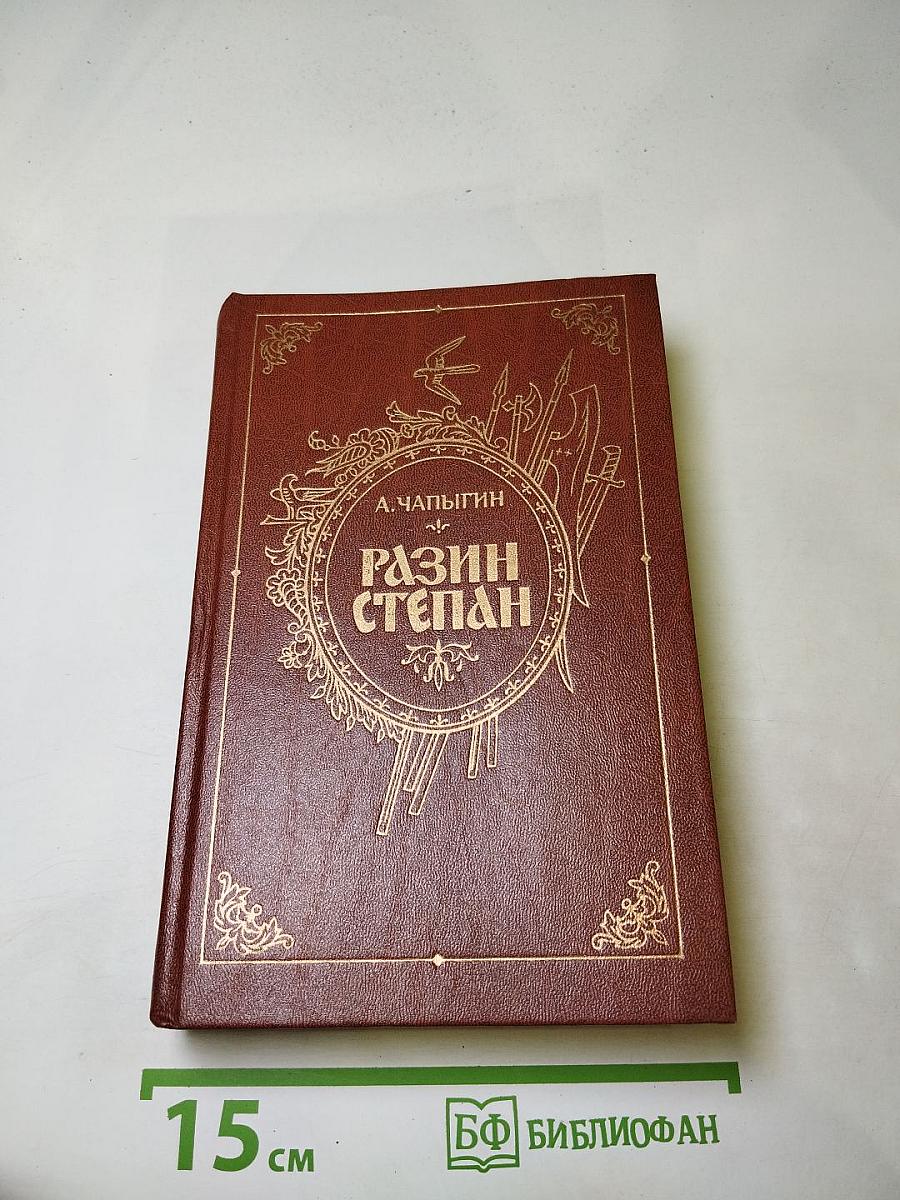 А. ЧАПЫГИН
РАЗИН
СТЕПАН
15 см
БФ БИБЛИОФАН